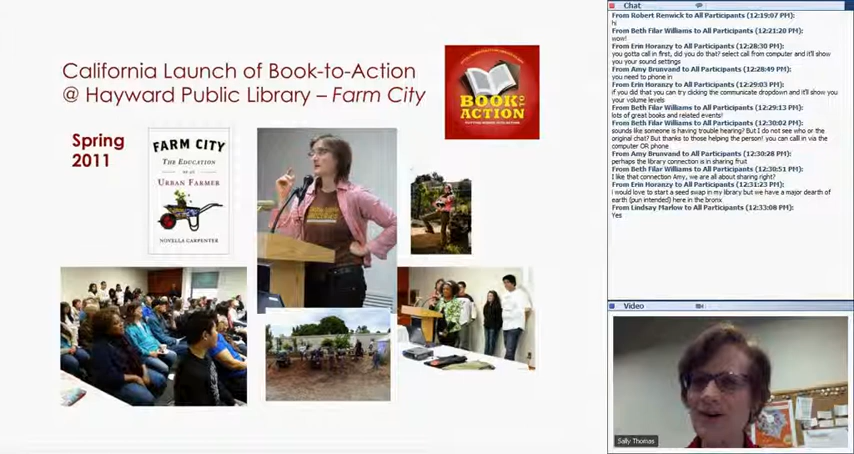 California Launch of Book-to-Action
@ Hayward Public Library – Farm City
Spring
2011
FARM CITY
THE EDUCATION
OF AN
URBAN FARMER
NOVELLA CARPENTER
BOOK TO
ACTION
Chat
From Robert Renwick to All Participants (12:19:07 PM):
hi
From Beth Filar Williams to All Participants (12:21:20 PM):
wow!
From Erin Horanzy to All Participants (12:28:30 PM):
you gotta call in first, did you do that? select call from computer and it'll show
you your sound settings
From Amy Brunvand to All Participants (12:28:49 PM):
you need to phone in
From Erin Horanzy to All Participants (12:29:03 PM):
if you did that you can try clicking the communicate dropdown and it'll show you
your volume levels
From Beth Filar Williams to All Participants (12:29:13 PM):
lots of great books and related events!
From Beth Filar Williams to All Participants (12:30:02 PM):
sounds like someone is having trouble hearing? But I do not see who or the
original chat? But thanks to those helping the person! you can call in via the
computer OR phone
From Amy Brunvand to All Participants (12:30:28 PM):
perhaps the library connection is in sharing fruit
From Beth Filar Williams to All Participants (12:30:51 PM):
I like that connection Amy, we are all about sharing right?
From Erin Horanzy to All Participants (12:31:23 PM):
i would love to start a seed swap in my library but we have a major dearth of
earth (pun intended) here in the bronx
From Lindsay Marlow to All Participants (12:33:08 PM):
Yes
Video
Sally Thomas